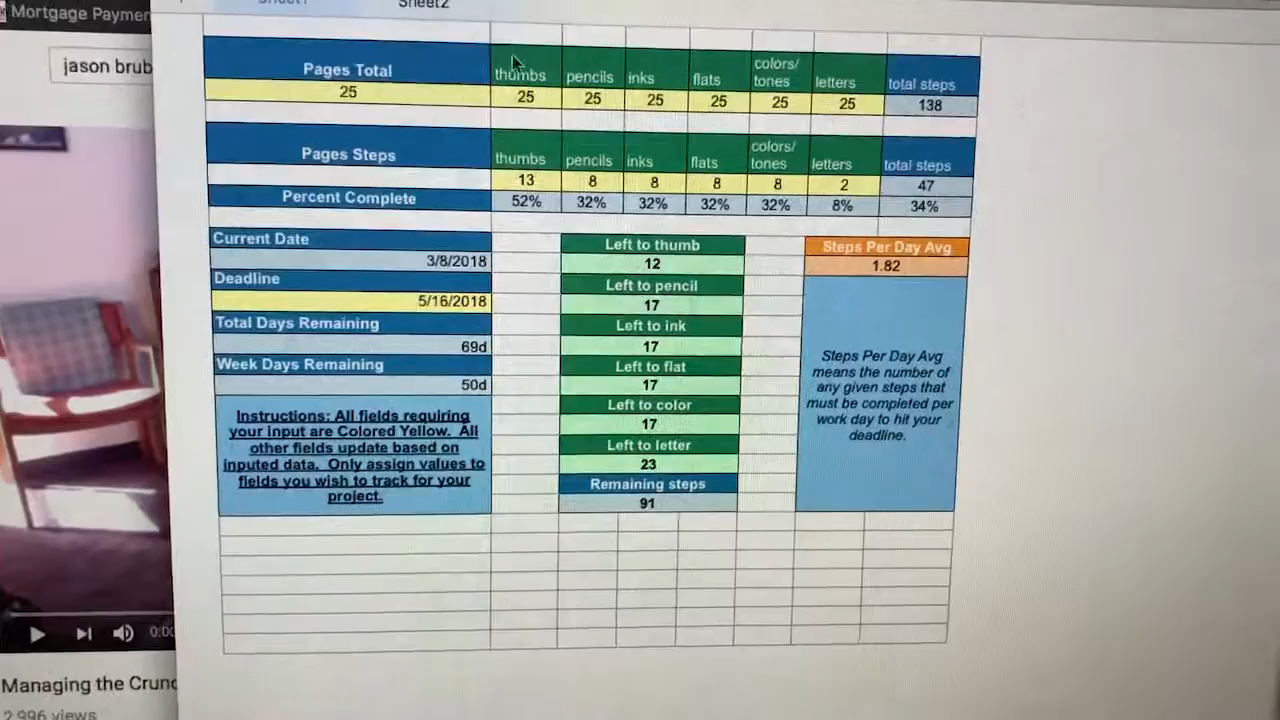 Mortgage Paymen
Sheet2
jason brub
Pages Total
thumbs
pencils
inks
flats
colors/
tones
letters
total steps
25
25
25
25
25
25
25
138
Pages Steps
thumbs
pencils
inks
flats
colors/
tones
letters
total steps
13
8
8
8
8
2
47
Percent Complete
52%
32%
32%
32%
32%
8%
34%
Current Date
3/8/2018
Deadline
5/16/2018
Total Days Remaining
69d
Week Days Remaining
50d
Instructions: All fields requiring
your input are Colored Yellow. All
other fields update based on
inputed data. Only assign values to
fields you wish to track for your
project.
Left to thumb
12
Left to pencil
17
Left to ink
17
Left to flat
17
Left to color
17
Left to letter
23
Remaining steps
91
Steps Per Day Avg
1.82
Steps Per Day Avg
means the number of
any given steps that
must be completed per
work day to hit your
deadline.
0:00
Managing the Crunc
2,996 views